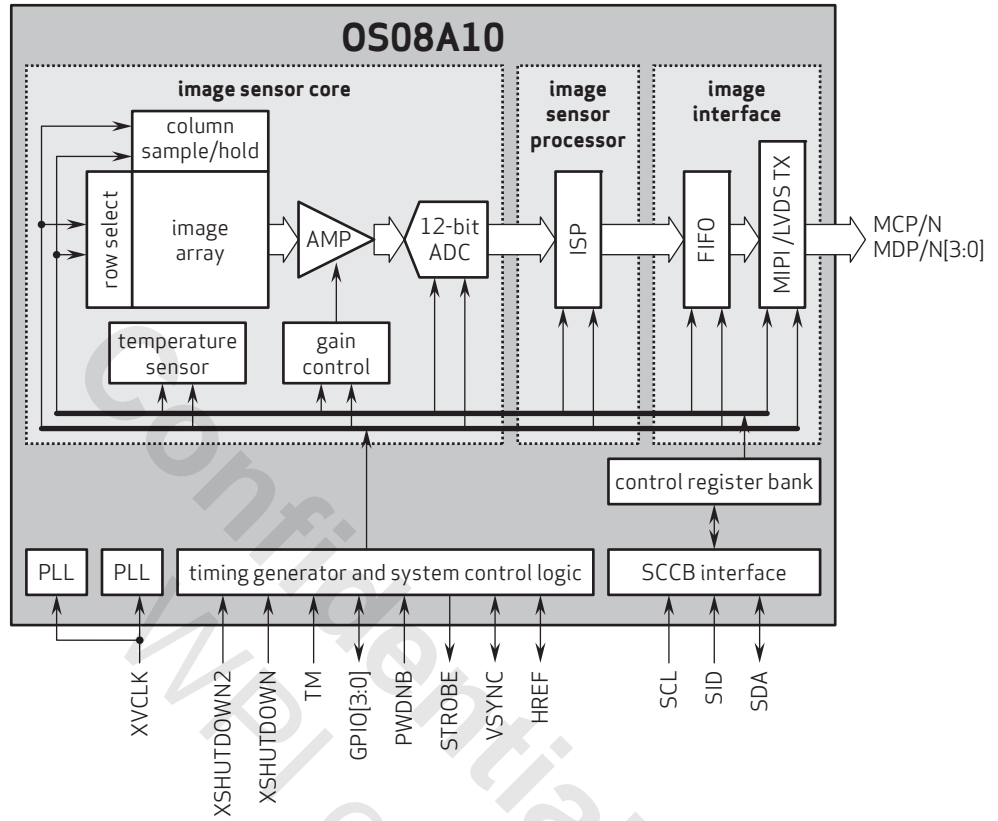 OS08A10
image sensor core
image
sensor
processor
image
interface
column
sample/hold
row select
image
array
AMP
12-bit
ADC
ISP
FIFO
MIPI/LVDS TX
MCP/N
MDP/N[3:0]
temperature
sensor
gain
control
control register bank
PLL
PLL
timing generator and system control logic
SCCB interface
XVCLK
XSHUTDOWN2
XSHUTDOWN
TM
GPIO[3:0]
PWDNB
STROBE
VSYNC
HREF
SCL
SID
SDA
Confidential